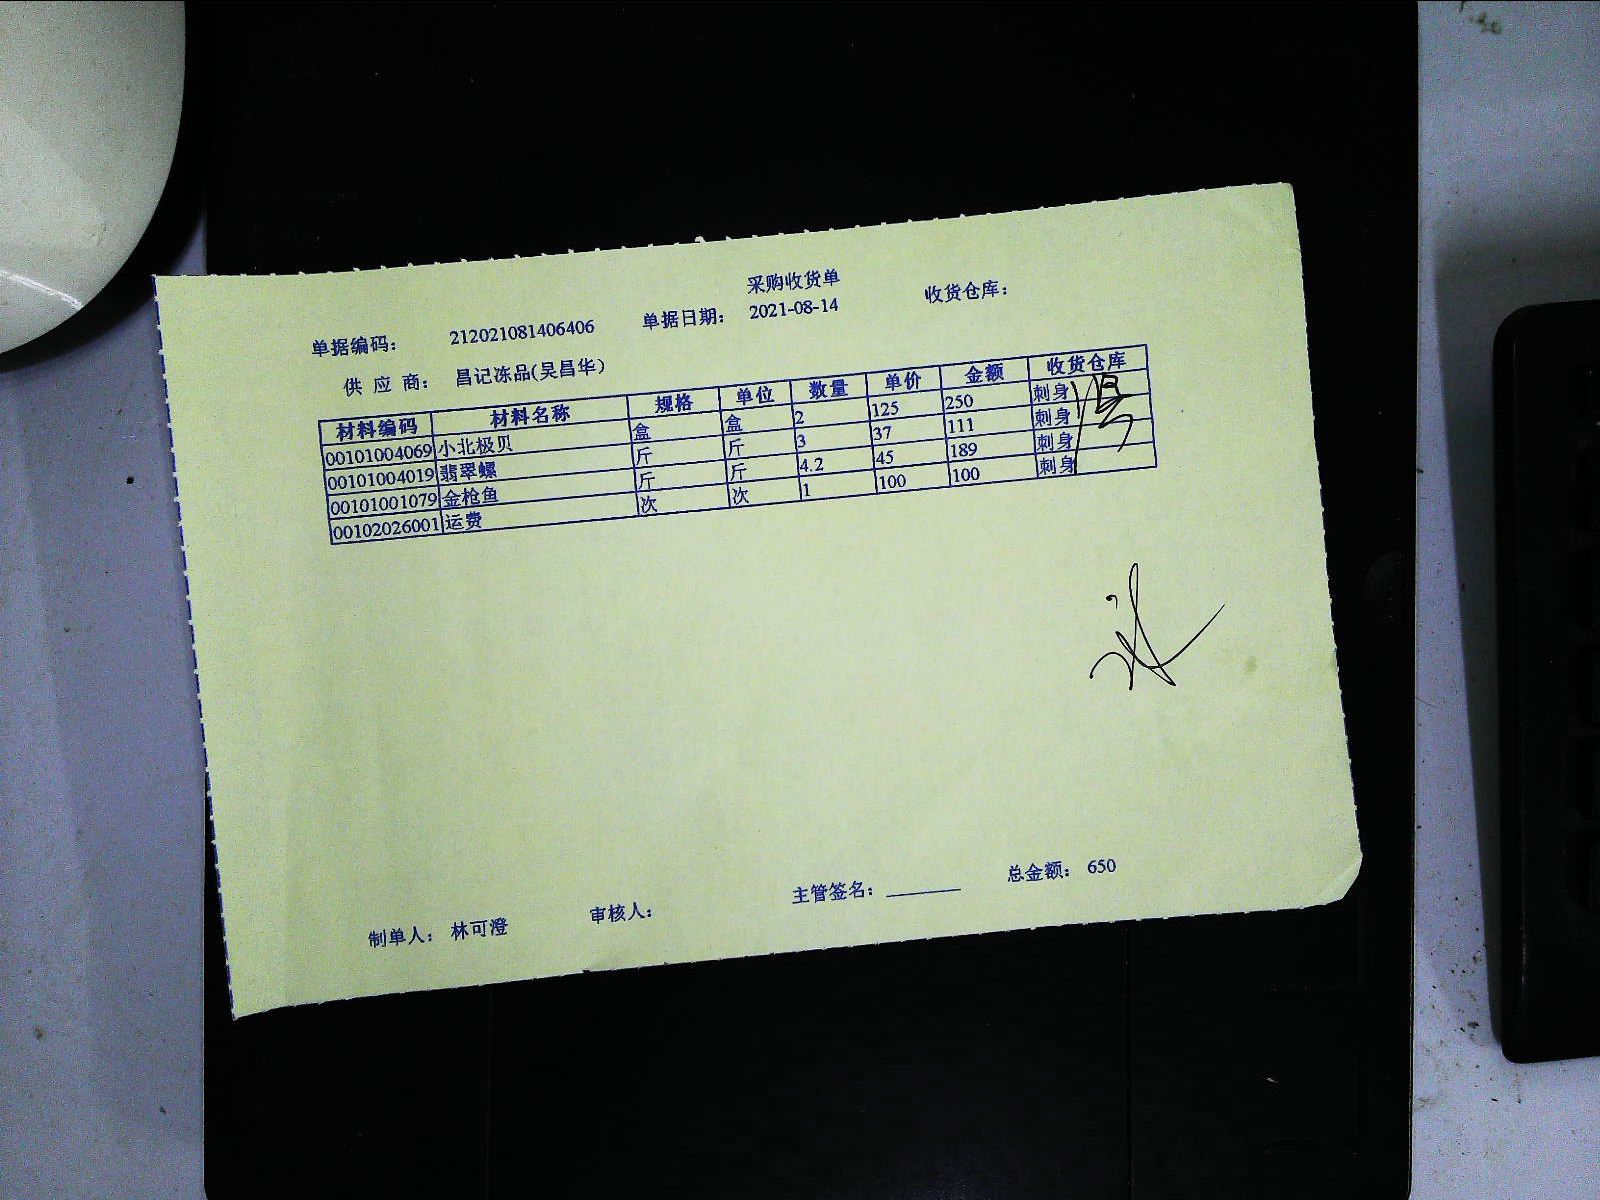 采购收货单
单据编码： 212021081406406 单据日期： 2021-08-14 收货仓库：
供 应 商： 昌记冻品(吴昌华）
材料编码 材料名称 规格 单位 数量 单价 金额 收货仓库
00101004069 小北极贝 盒 盒 2 125 250 刺身
00101004019 翡翠螺 斤 斤 3 37 111 刺身
00101001079 金枪鱼 斤 斤 4.2 45 189 刺身
00102026001 运费 次 次 1 100 100 刺身
制单人： 林可澄 审核人： 主管签名： 总金额： 650